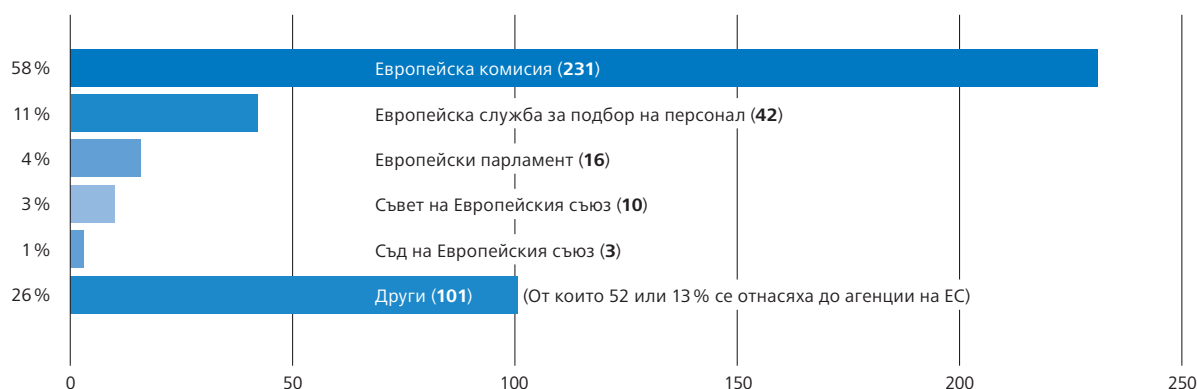 58 % Европейска комисия (231)
11 % Европейска служба за подбор на персонал (42)
4 % Европейски парламент (16)
3 % Съвет на Европейския съюз (10)
1 % Съд на Европейския съюз (3)
26 % Други (101) (От които 52 или 13 % се отнасяха до агенции на ЕС)
0 50 100 150 200 250